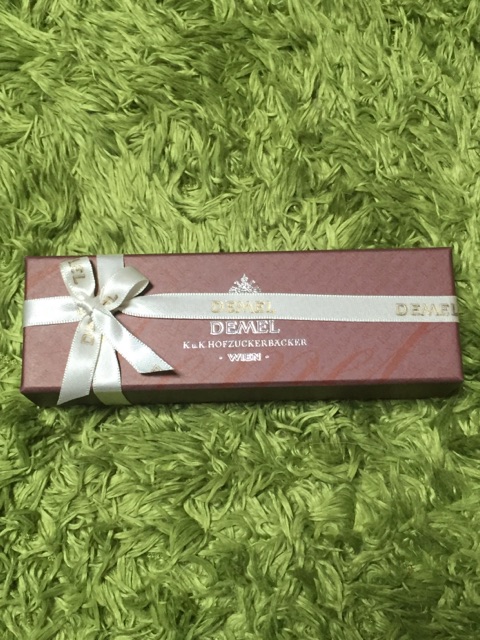 DEMEL
DEMEL
DEMEL
K.u.K. HOFZUCKERBÄCKER
- WIEN -